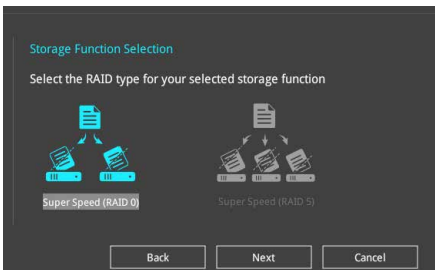 Storage Function Selection
Select the RAID type for your selected storage function
Super Speed (RAID 0)
Super Speed (RAID 5)
Back
Next
Cancel